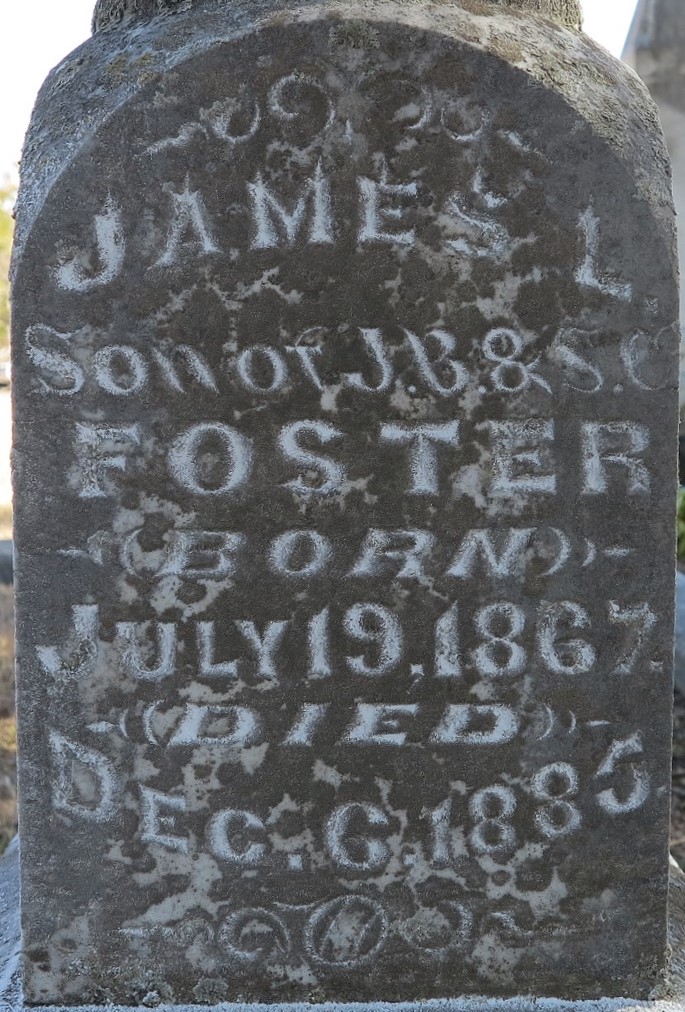 JAMES L.
Son of J.B.&S.C
FOSTER
(BORN)
JULY 19,1867.
(DIED)
DEC. 6.1885